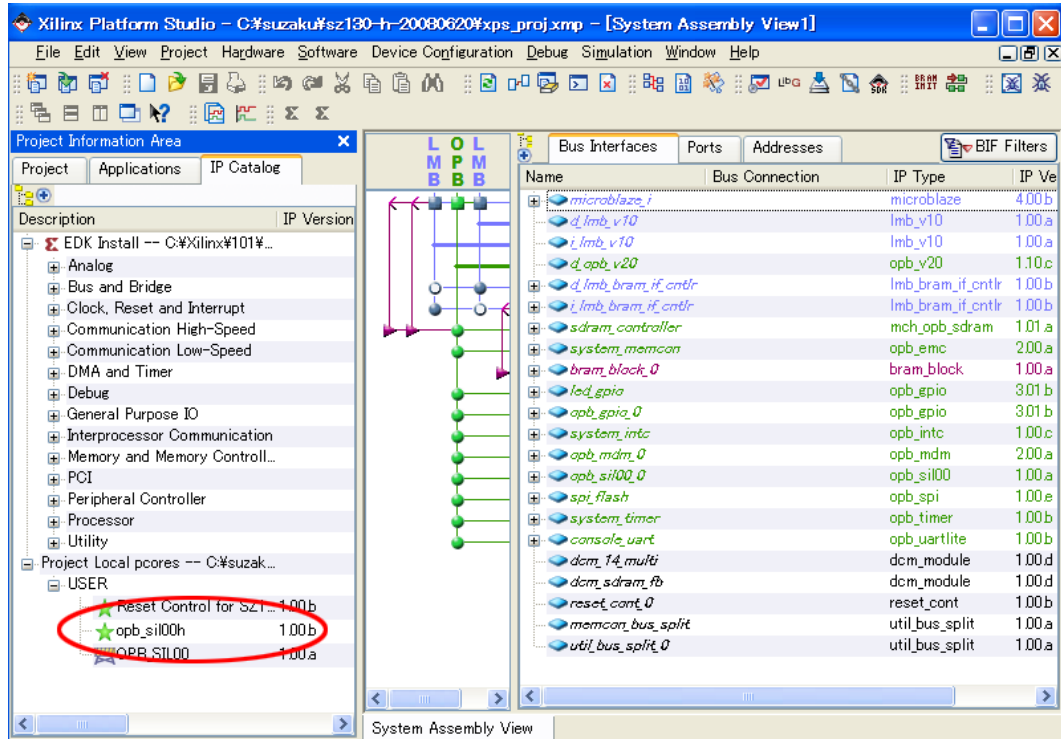 Xilinx Platform Studio - C:¥suzaku¥sz130-h-20080620¥xps_proj.xmp - [System Assembly View1]
File Edit View Project Hardware Software Device Configuration Debug Simulation Window Help
Project Information Area
Project Applications IP Catalog
Description IP Version
EDK Install -- C:¥Xilinx¥101¥...
Analog
Bus and Bridge
Clock, Reset and Interrupt
Communication High-Speed
Communication Low-Speed
DMA and Timer
Debug
General Purpose IO
Interprocessor Communication
Memory and Memory Controll...
PCI
Peripheral Controller
Processor
Utility
Project Local pcores -- C:¥suzak...
USER
Reset Control for SZ1... 1.00.b
opb_sil00h 1.00.b
OPB_SIL00 1.00.a
LMB OPB LMB
Bus Interfaces Ports Addresses BIF Filters
Name Bus Connection IP Type IP Ve
microblaze_i microblaze 4.00.b
d_lmb_v10 lmb_v10 1.00.a
i_lmb_v10 lmb_v10 1.00.a
d_opb_v20 opb_v20 1.10.c
d_lmb_bram_if_cntlr lmb_bram_if_cntlr 1.00.b
i_lmb_bram_if_cntlr lmb_bram_if_cntlr 1.00.b
sdram_controller mch_opb_sdram 1.01.a
system_memcon opb_emc 2.00.a
bram_block_0 bram_block 1.00.a
led_gpio opb_gpio 3.01.b
opb_gpio_0 opb_gpio 3.01.b
system_intc opb_intc 1.00.c
opb_mdm_0 opb_mdm 2.00.a
opb_sil00_0 opb_sil00 1.00.a
spi_flash opb_spi 1.00.e
system_timer opb_timer 1.00.b
console_uart opb_uartlite 1.00.b
dcm_14_multi dcm_module 1.00.d
dcm_sdram_fb dcm_module 1.00.d
reset_cont_0 reset_cont 1.00.b
memcon_bus_split util_bus_split 1.00.a
util_bus_split_0 util_bus_split 1.00.a
System Assembly View